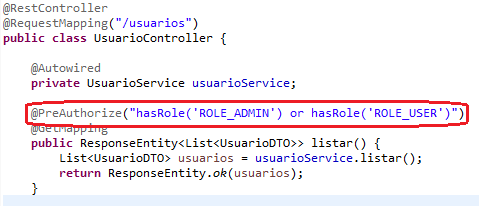 @RestController
@RequestMapping("/usuarios")
public class UsuarioController {
@Autowired
private UsuarioService usuarioService;
@PreAuthorize("hasRole('ROLE_ADMIN') or hasRole('ROLE_USER')")
@GetMapping
public ResponseEntity<List<UsuarioDTO>> listar() {
List<UsuarioDTO> usuarios = usuarioService.listar();
return ResponseEntity.ok(usuarios);
}